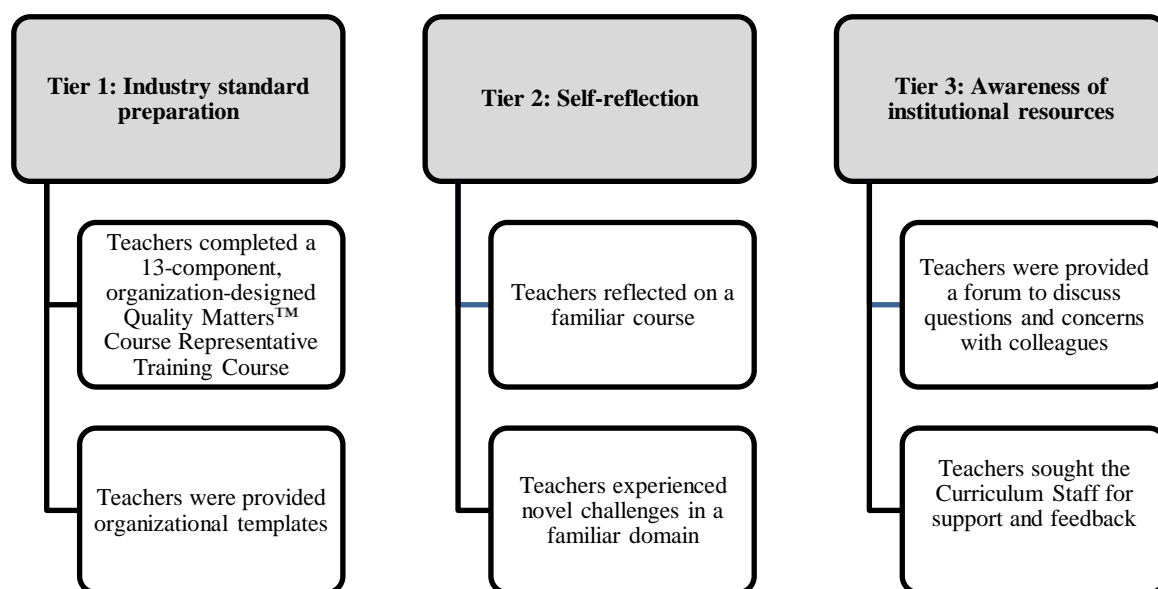 Tier 1: Industry standard
preparation
Teachers completed a
13-component,
organization-designed
Quality Matters™
Course Representative
Training Course
Teachers were provided
organizational templates
Tier 2: Self-reflection
Teachers reflected on a
familiar course
Teachers experienced
novel challenges in a
familiar domain
Tier 3: Awareness of
institutional resources
Teachers were provided
a forum to discuss
questions and concerns
with colleagues
Teachers sought the
Curriculum Staff for
support and feedback